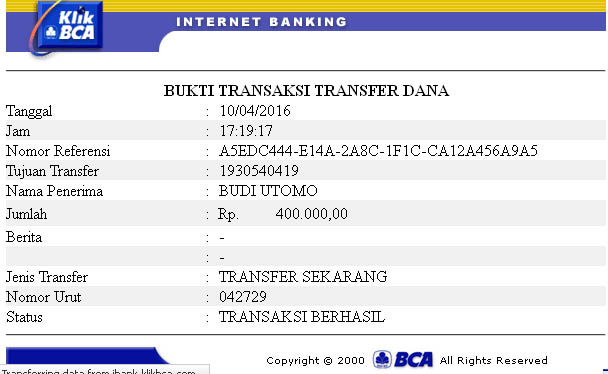 Klik BCA
INTERNET BANKING
BUKTI TRANSAKSI TRANSFER DANA
Tanggal : 10/04/2016
Jam : 17:19:17
Nomor Referensi : A5EDC444-E14A-2A8C-1F1C-CA12A456A9A5
Tujuan Transfer : 1930540419
Nama Penerima : BUDI UTOMO
Jumlah : Rp. 400.000,00
Berita : -
: -
Jenis Transfer : TRANSFER SEKARANG
Nomor Urut : 042729
Status : TRANSAKSI BERHASIL
Copyright © 2000 BCA All Rights Reserved
Transferring data from ibank.klikbca.com